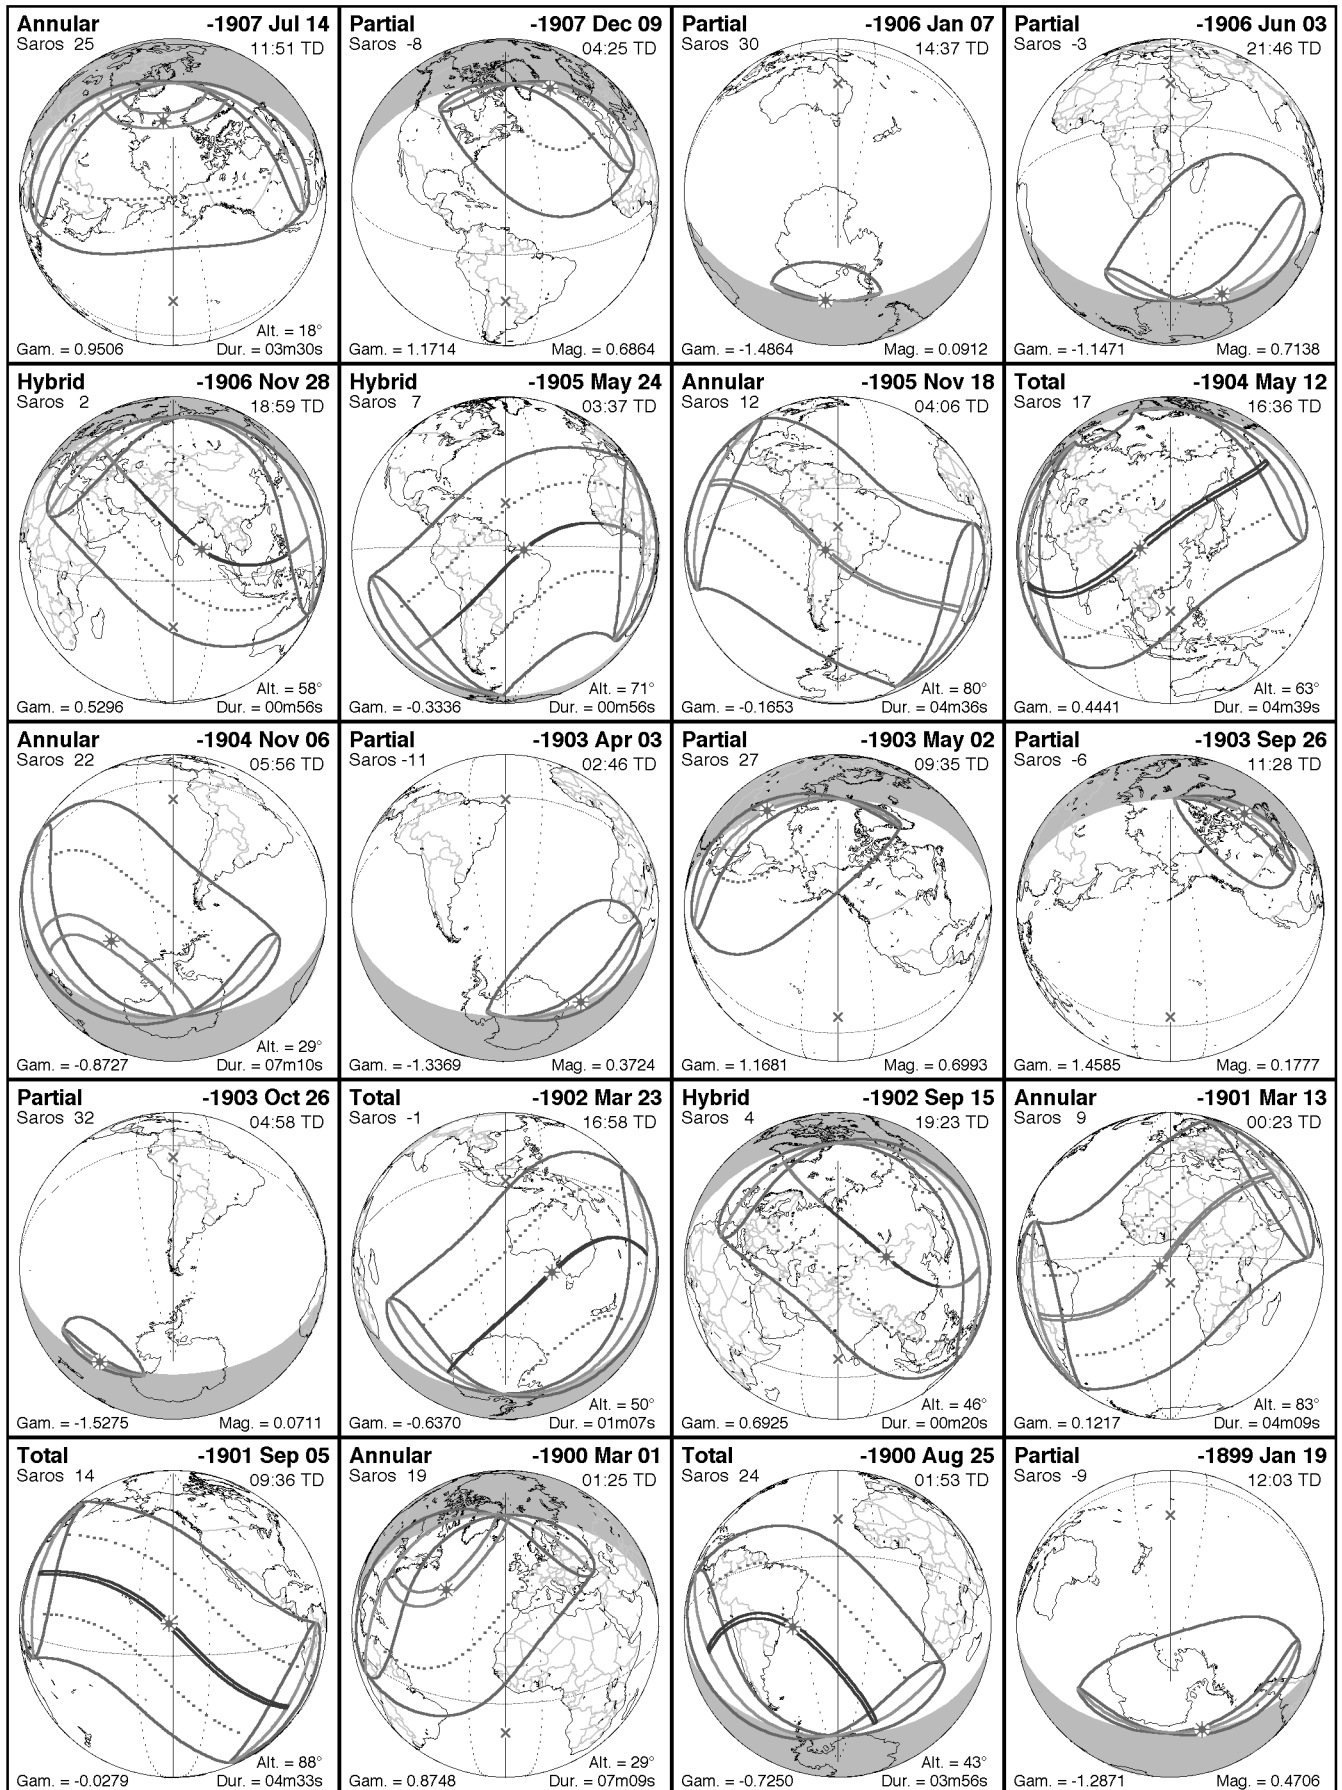 Annular -1907 Jul 14
Saros 25 11:51 TD
Alt. = 18°
Gam. = 0.9506 Dur. = 03m30s
Partial -1907 Dec 09
Saros -8 04:25 TD
Gam. = 1.1714 Mag. = 0.6864
Partial -1906 Jan 07
Saros 30 14:37 TD
Gam. = -1.4864 Mag. = 0.0912
Partial -1906 Jun 03
Saros -3 21:46 TD
Gam. = -1.1471 Mag. = 0.7138
Hybrid -1906 Nov 28
Saros 2 18:59 TD
Alt. = 58°
Gam. = 0.5296 Dur. = 00m56s
Hybrid -1905 May 24
Saros 7 03:37 TD
Alt. = 71°
Gam. = -0.3336 Dur. = 00m56s
Annular -1905 Nov 18
Saros 12 04:06 TD
Alt. = 80°
Gam. = -0.1653 Dur. = 04m36s
Total -1904 May 12
Saros 17 16:36 TD
Alt. = 63°
Gam. = 0.4441 Dur. = 04m39s
Annular -1904 Nov 06
Saros 22 05:56 TD
Alt. = 29°
Gam. = -0.8727 Dur. = 07m10s
Partial -1903 Apr 03
Saros -11 02:46 TD
Gam. = -1.3369 Mag. = 0.3724
Partial -1903 May 02
Saros 27 09:35 TD
Gam. = 1.1681 Mag. = 0.6993
Partial -1903 Sep 26
Saros -6 11:28 TD
Gam. = 1.4585 Mag. = 0.1777
Partial -1903 Oct 26
Saros 32 04:58 TD
Gam. = -1.5275 Mag. = 0.0711
Total -1902 Mar 23
Saros -1 16:58 TD
Alt. = 50°
Gam. = -0.6370 Dur. = 01m07s
Hybrid -1902 Sep 15
Saros 4 19:23 TD
Alt. = 46°
Gam. = 0.6925 Dur. = 00m20s
Annular -1901 Mar 13
Saros 9 00:23 TD
Alt. = 83°
Gam. = 0.1217 Dur. = 04m09s
Total -1901 Sep 05
Saros 14 09:36 TD
Alt. = 88°
Gam. = -0.0279 Dur. = 04m33s
Annular -1900 Mar 01
Saros 19 01:25 TD
Alt. = 29°
Gam. = 0.8748 Dur. = 07m09s
Total -1900 Aug 25
Saros 24 01:53 TD
Alt. = 43°
Gam. = -0.7250 Dur. = 03m56s
Partial -1899 Jan 19
Saros -9 12:03 TD
Gam. = -1.2871 Mag. = 0.4706